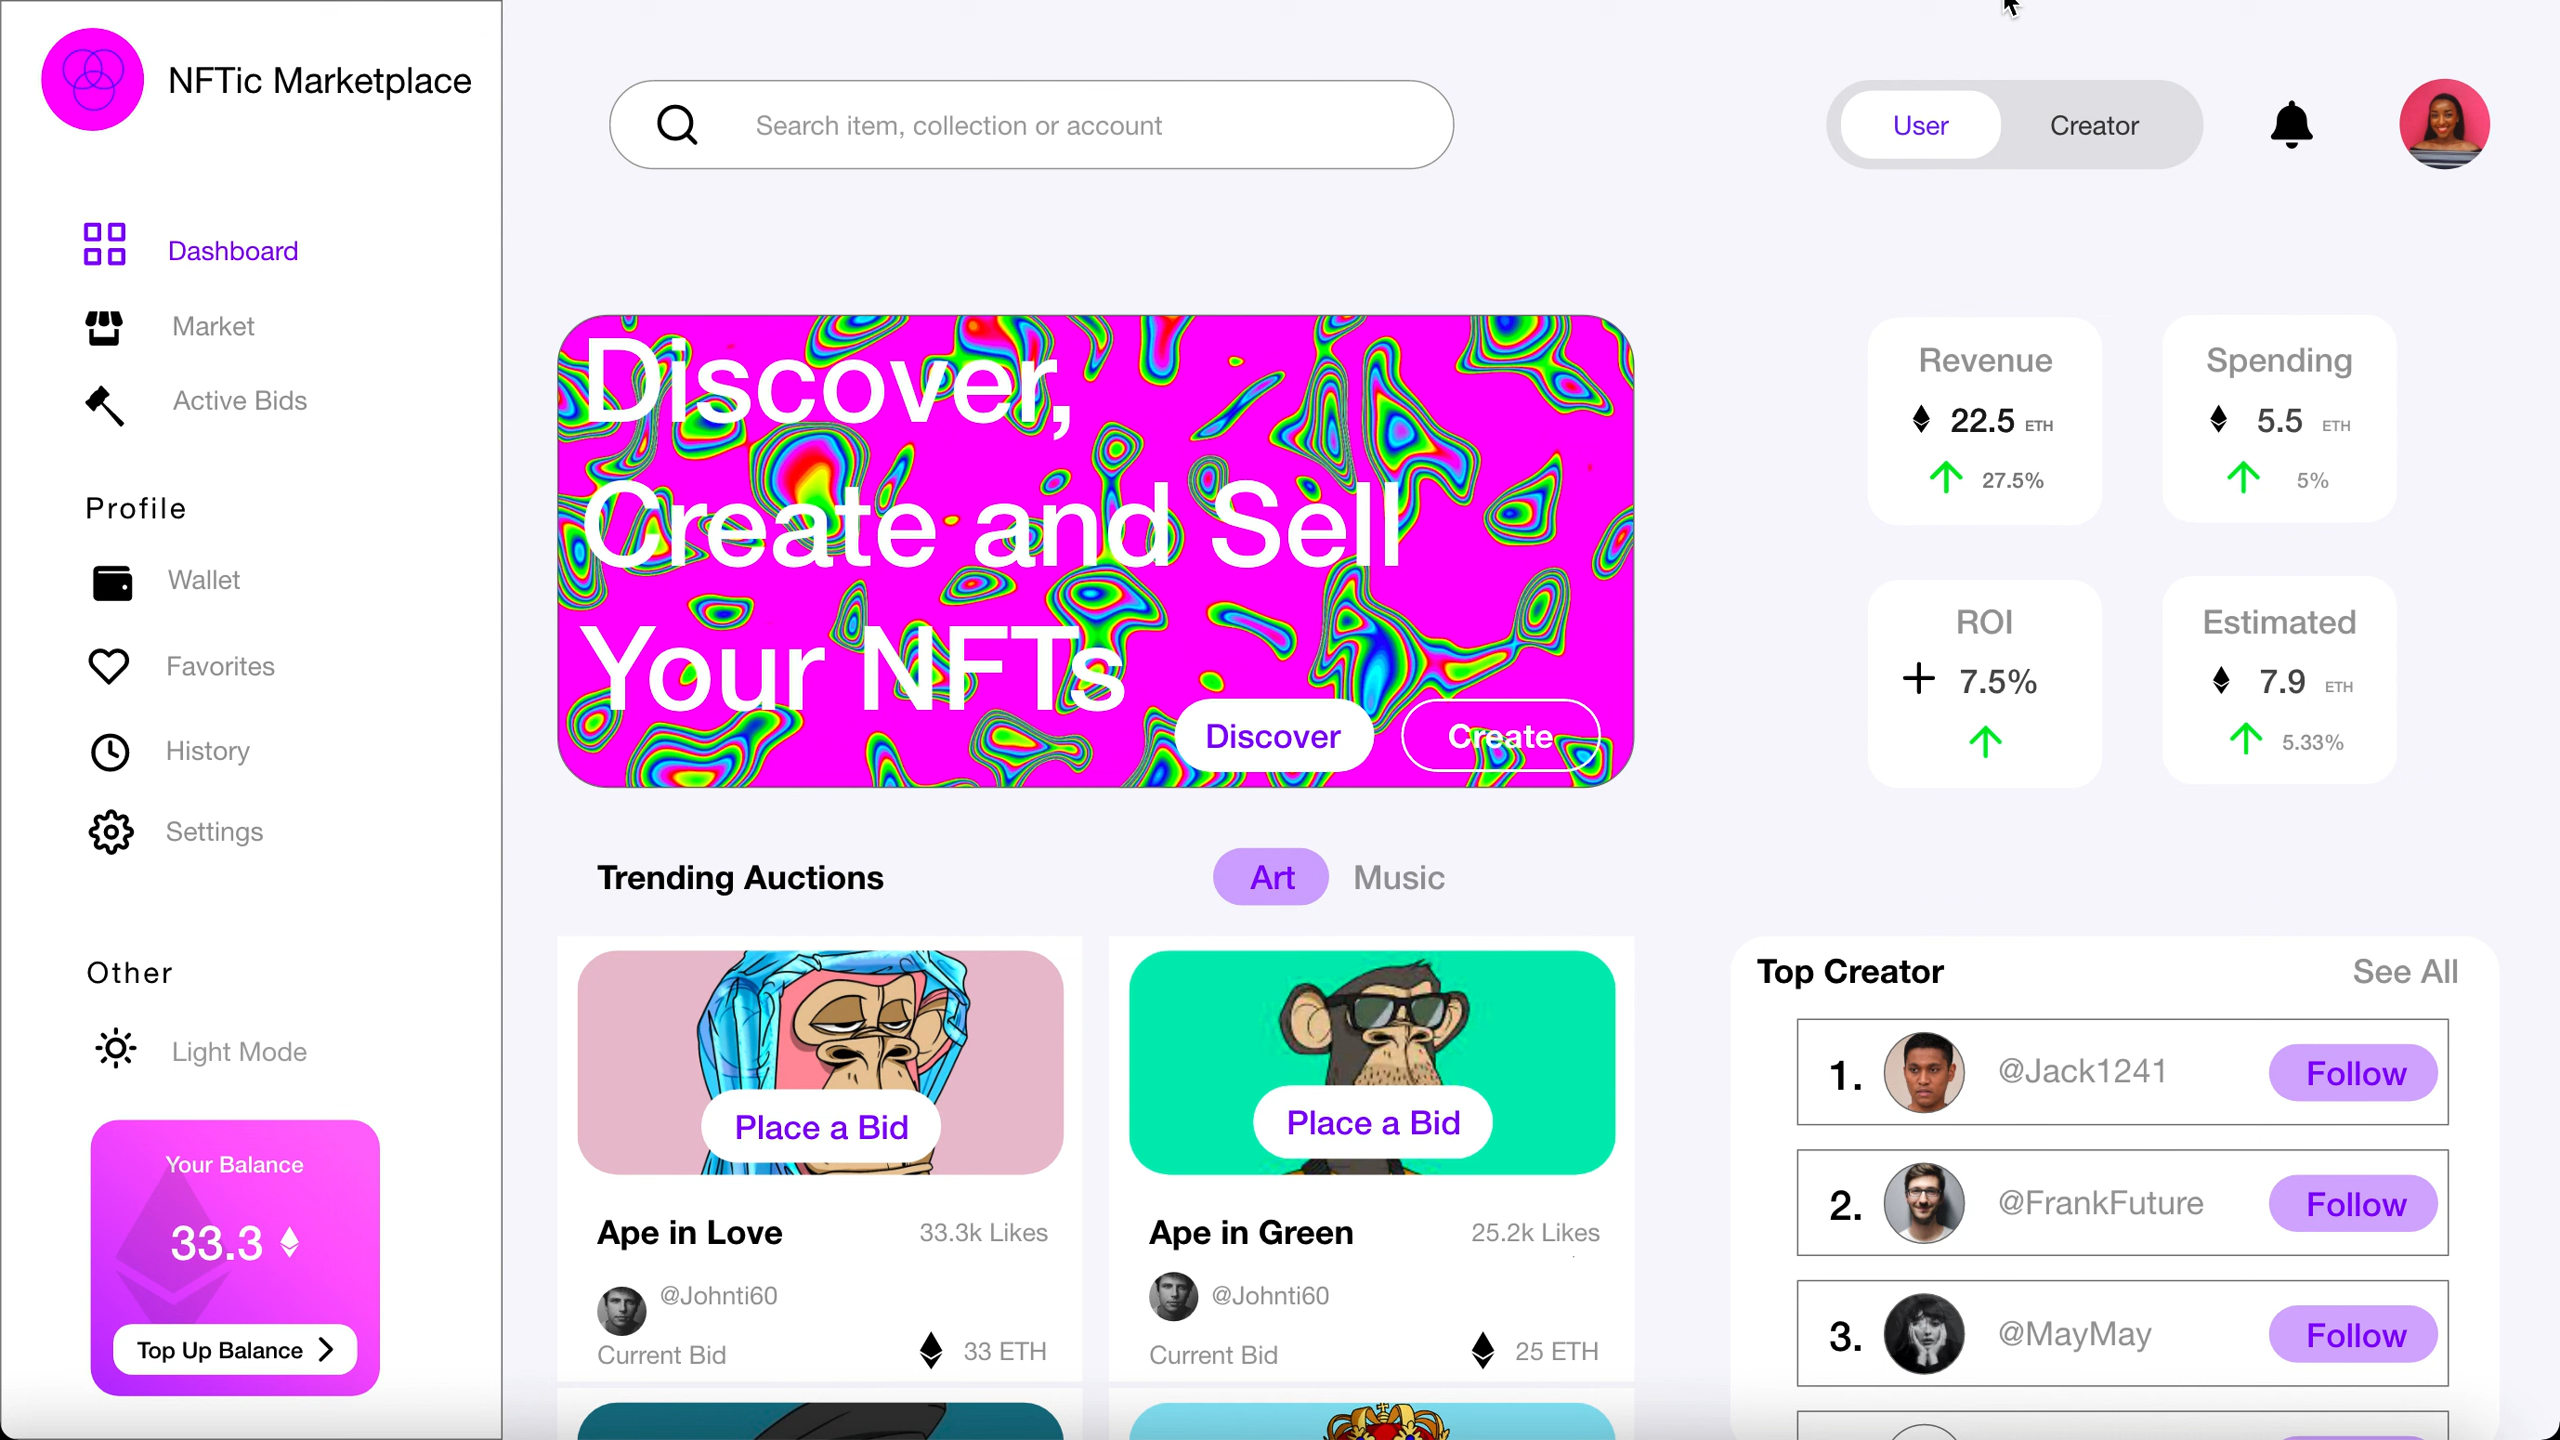 NFTic Marketplace
Dashboard
Market
Active Bids
Profile
Wallet
Favorites
History
Settings
Other
Light Mode
Your Balance
33.3
Top Up Balance
Search item, collection or account
User
Creator
Discover,
Create and Sell
Your NFTs
Discover
Create
Revenue
22.5 ETH
27.5%
Spending
5.5 ETH
5%
ROI
7.5%
Estimated
7.9 ETH
5.33%
Trending Auctions
Art
Music
Place a Bid
Ape in Love
33.3k Likes
@Johnti60
Current Bid
33 ETH
Place a Bid
Ape in Green
25.2k Likes
@Johnti60
Current Bid
25 ETH
Top Creator
See All
1. @Jack1241 Follow
2. @FrankFuture Follow
3. @MayMay Follow